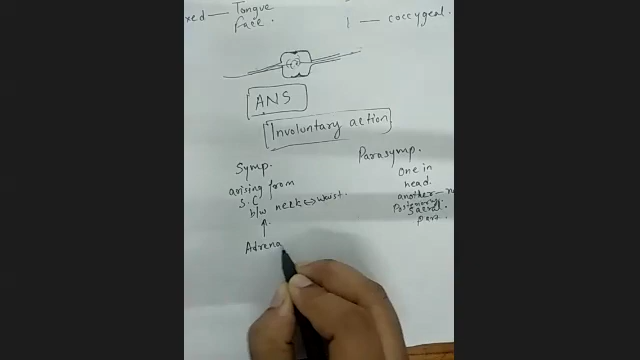 xed — Tongue
Face.
1 — coccygeal
ANS
Involuntary action
Symp.
arising from
S.C
b/w neck ↔ Waist.
↑
Adrena
Parasymp.
One in
head.
another —
Sacral
part